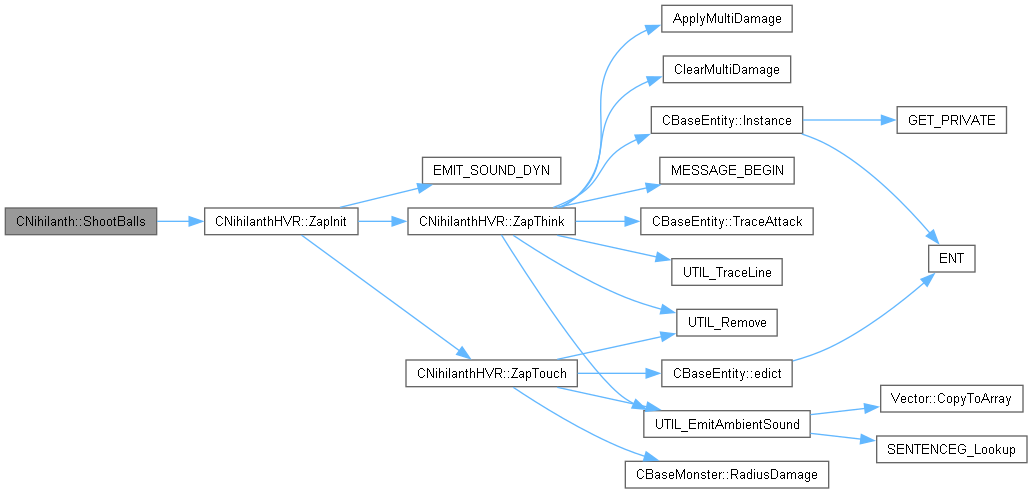 ApplyMultiDamage
ClearMultiDamage
CBaseEntity::Instance
GET_PRIVATE
EMIT_SOUND_DYN
MESSAGE_BEGIN
CNihilanth::ShootBalls
CNihilanthHVR::ZapInit
CNihilanthHVR::ZapThink
CBaseEntity::TraceAttack
ENT
UTIL_TraceLine
UTIL_Remove
CNihilanthHVR::ZapTouch
CBaseEntity::edict
Vector::CopyToArray
UTIL_EmitAmbientSound
SENTENCEG_Lookup
CBaseMonster::RadiusDamage